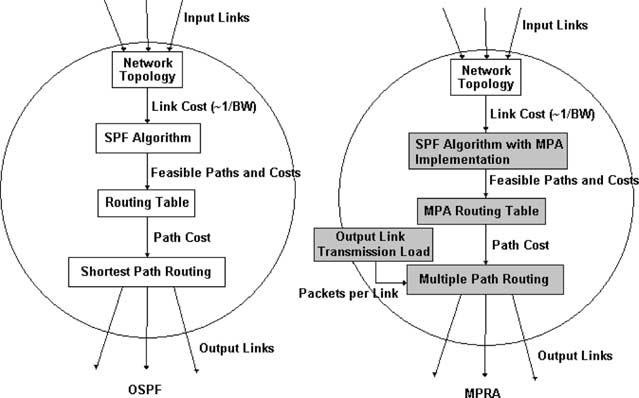 Input Links
Network
Topology
Link Cost (~1/BW)
SPF Algorithm
Feasible Paths and Costs
Routing Table
Path Cost
Shortest Path Routing
Output Links
OSPF
Input Links
Network
Topology
Link Cost (~1/BW)
SPF Algorithm with MPA
Implementation
Feasible Paths and Costs
MPA Routing Table
Output Link
Transmission Load
Path Cost
Packets per Link
Multiple Path Routing
Output Links
MPRA